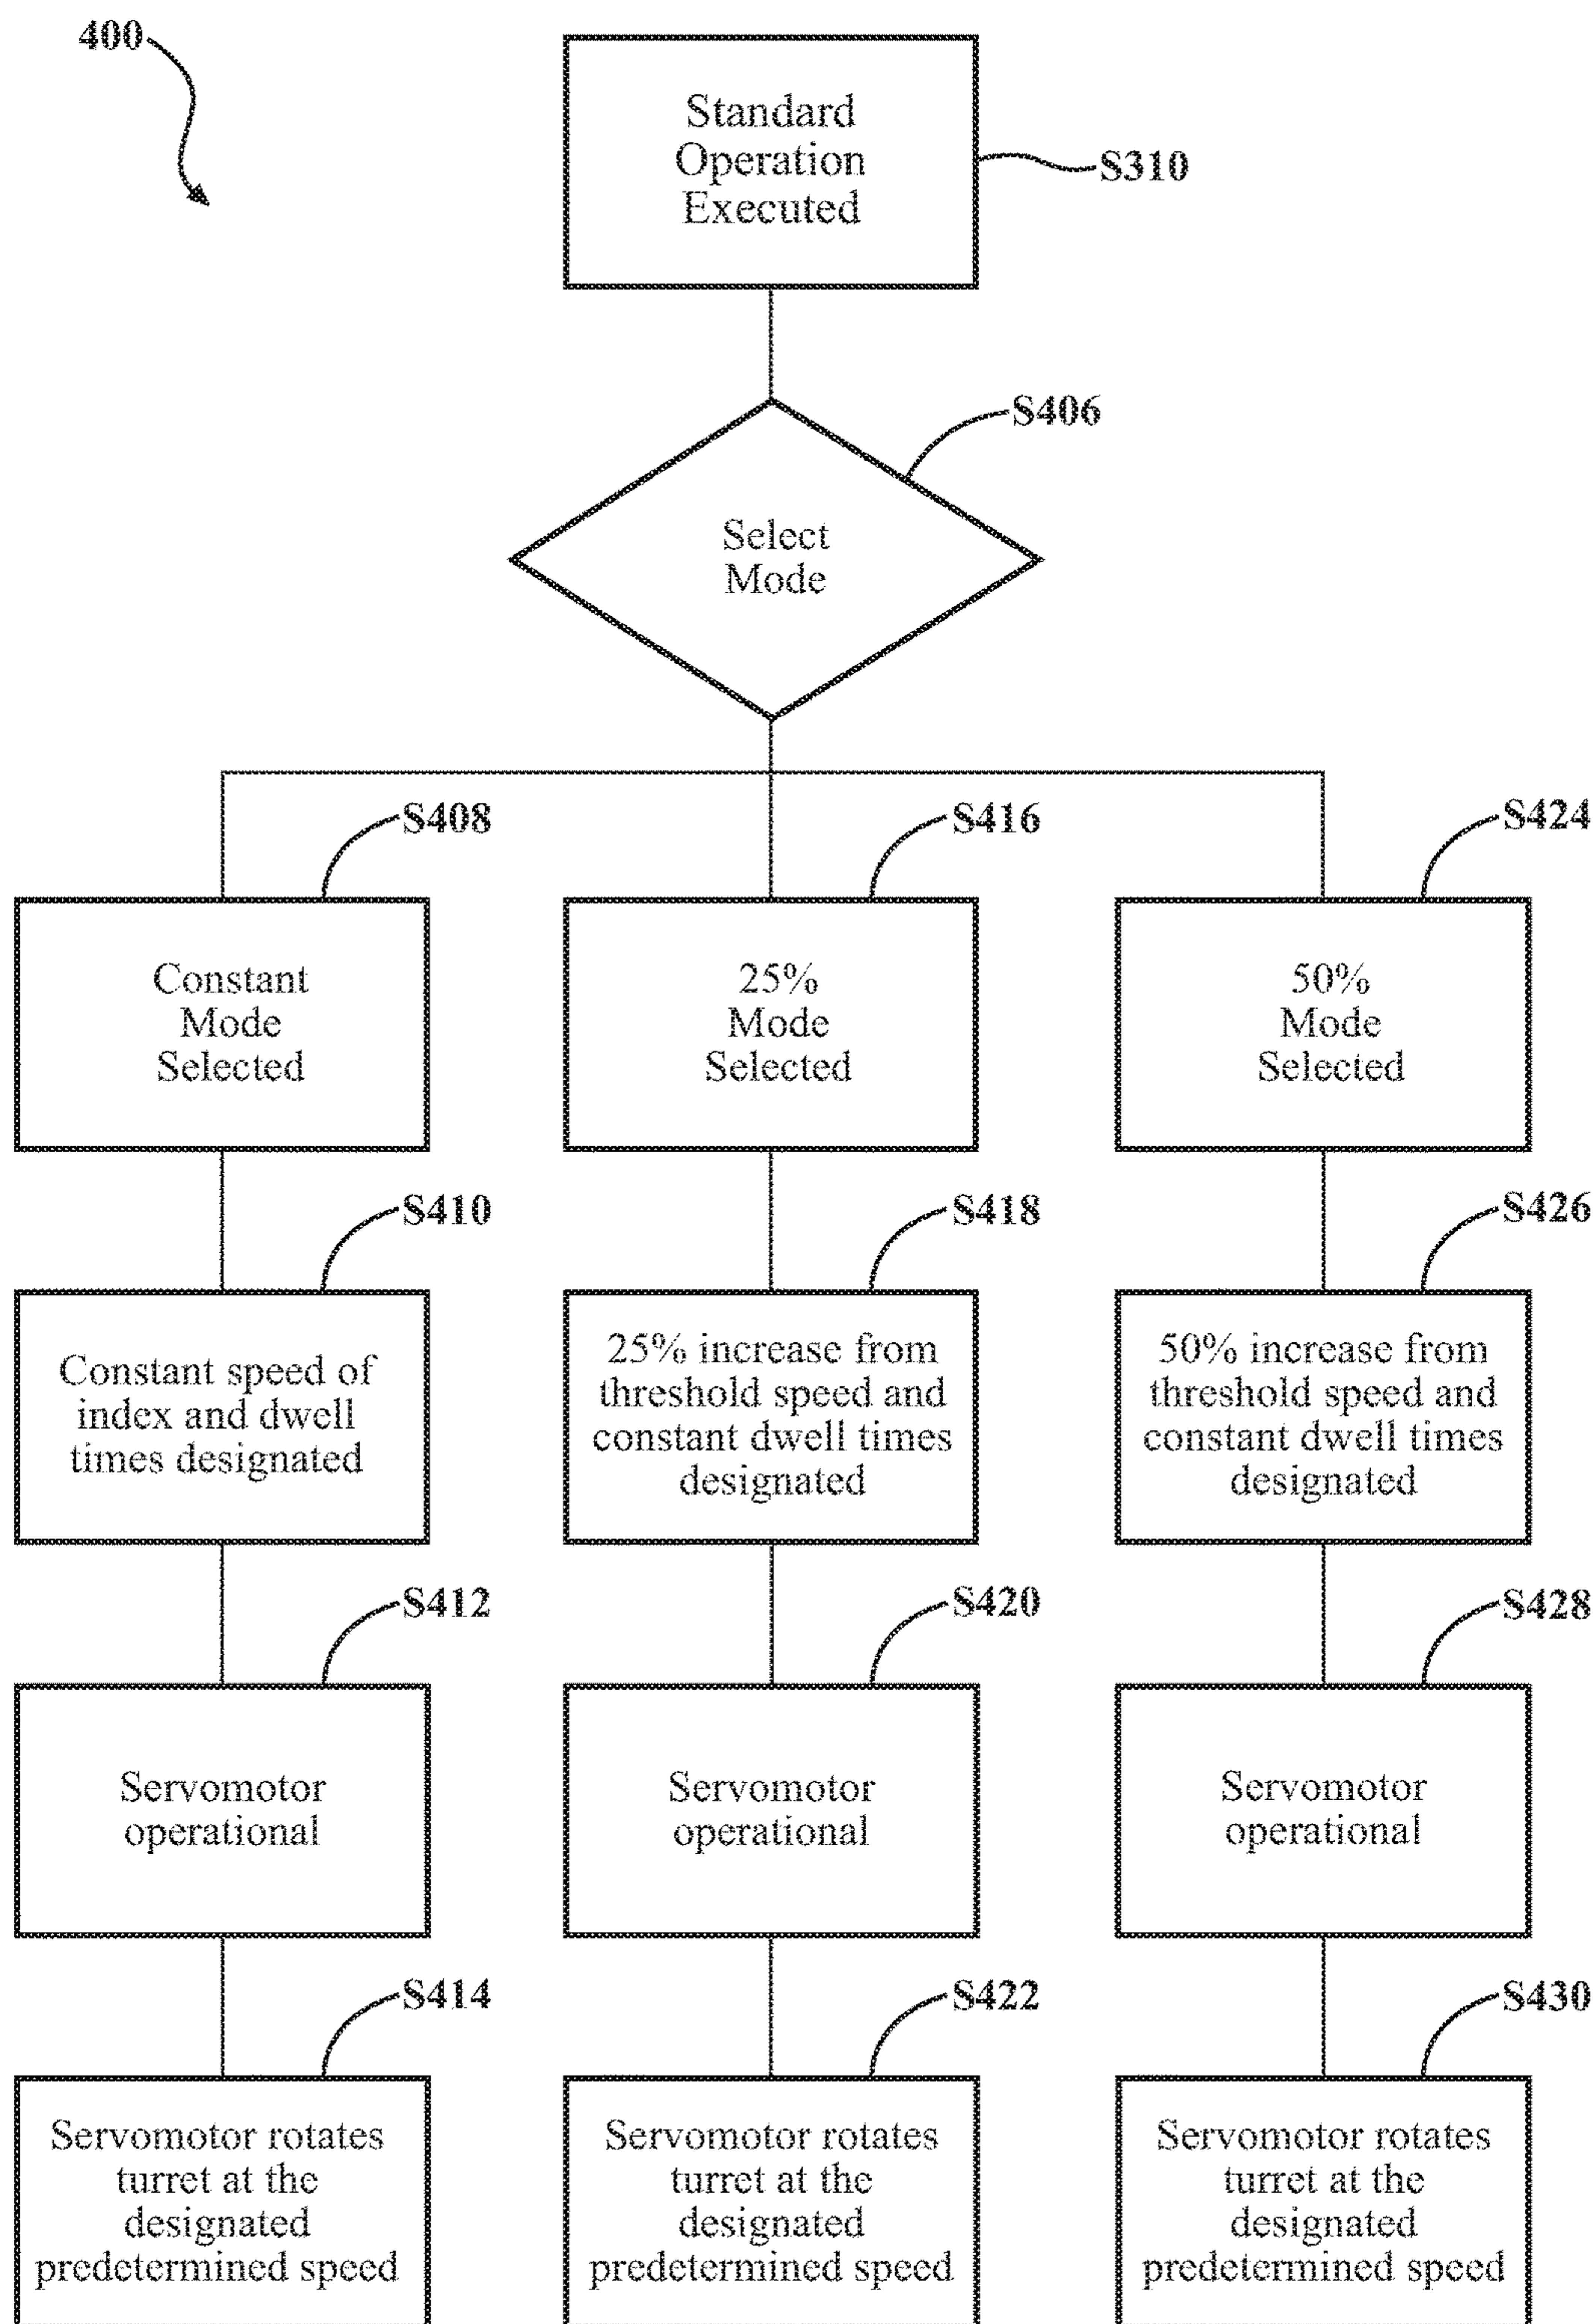 400
Standard
Operation
Executed
S310
S406
Select
Mode
S408
S416
S424
Constant
Mode
Selected
25%
Mode
Selected
50%
Mode
Selected
S410
S418
S426
Constant speed of
index and dwell
times designated
25% increase from
threshold speed and
constant dwell times
designated
50% increase from
threshold speed and
constant dwell times
designated
S412
S420
S428
Servomotor
operational
Servomotor
operational
Servomotor
operational
S414
S422
S430
Servomotor rotates
turret at the
designated
predetermined speed
Servomotor rotates
turret at the
designated
predetermined speed
Servomotor rotates
turret at the
designated
predetermined speed